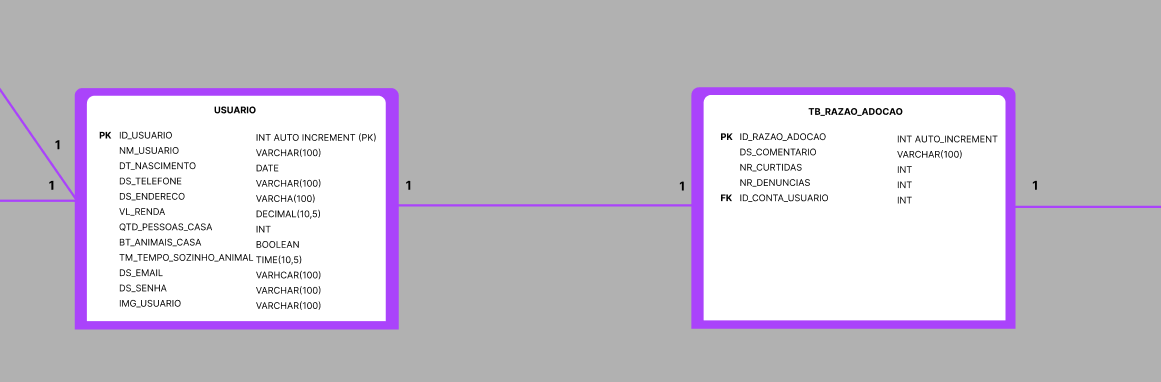 USUARIO
PK ID_USUARIO INT AUTO INCREMENT (PK)
NM_USUARIO VARCHAR(100)
DT_NASCIMENTO DATE
DS_TELEFONE VARCHAR(100)
DS_ENDERECO VARCHA(100)
VL_RENDA DECIMAL(10,5)
QTD_PESSOAS_CASA INT
BT_ANIMAIS_CASA BOOLEAN
TM_TEMPO_SOZINHO_ANIMAL TIME(10,5)
DS_EMAIL VARHCAR(100)
DS_SENHA VARCHAR(100)
IMG_USUARIO VARCHAR(100)
1
1
1
1
TB_RAZAO_ADOCAO
PK ID_RAZAO_ADOCAO INT AUTO_INCREMENT
DS_COMENTARIO VARCHAR(100)
NR_CURTIDAS INT
NR_DENUNCIAS INT
FK ID_CONTA_USUARIO INT
1